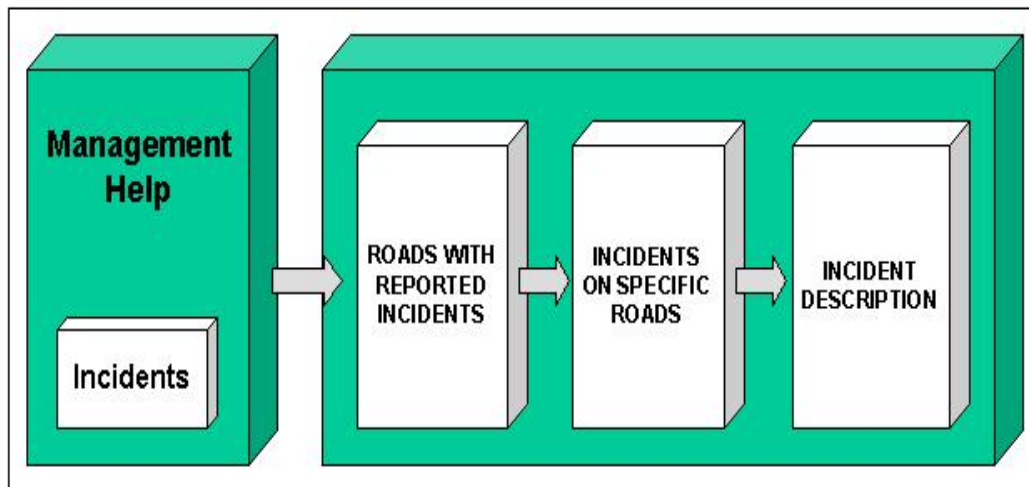 Management
Help
Incidents
ROADS WITH
REPORTED
INCIDENTS
INCIDENTS
ON SPECIFIC
ROADS
INCIDENT
DESCRIPTION